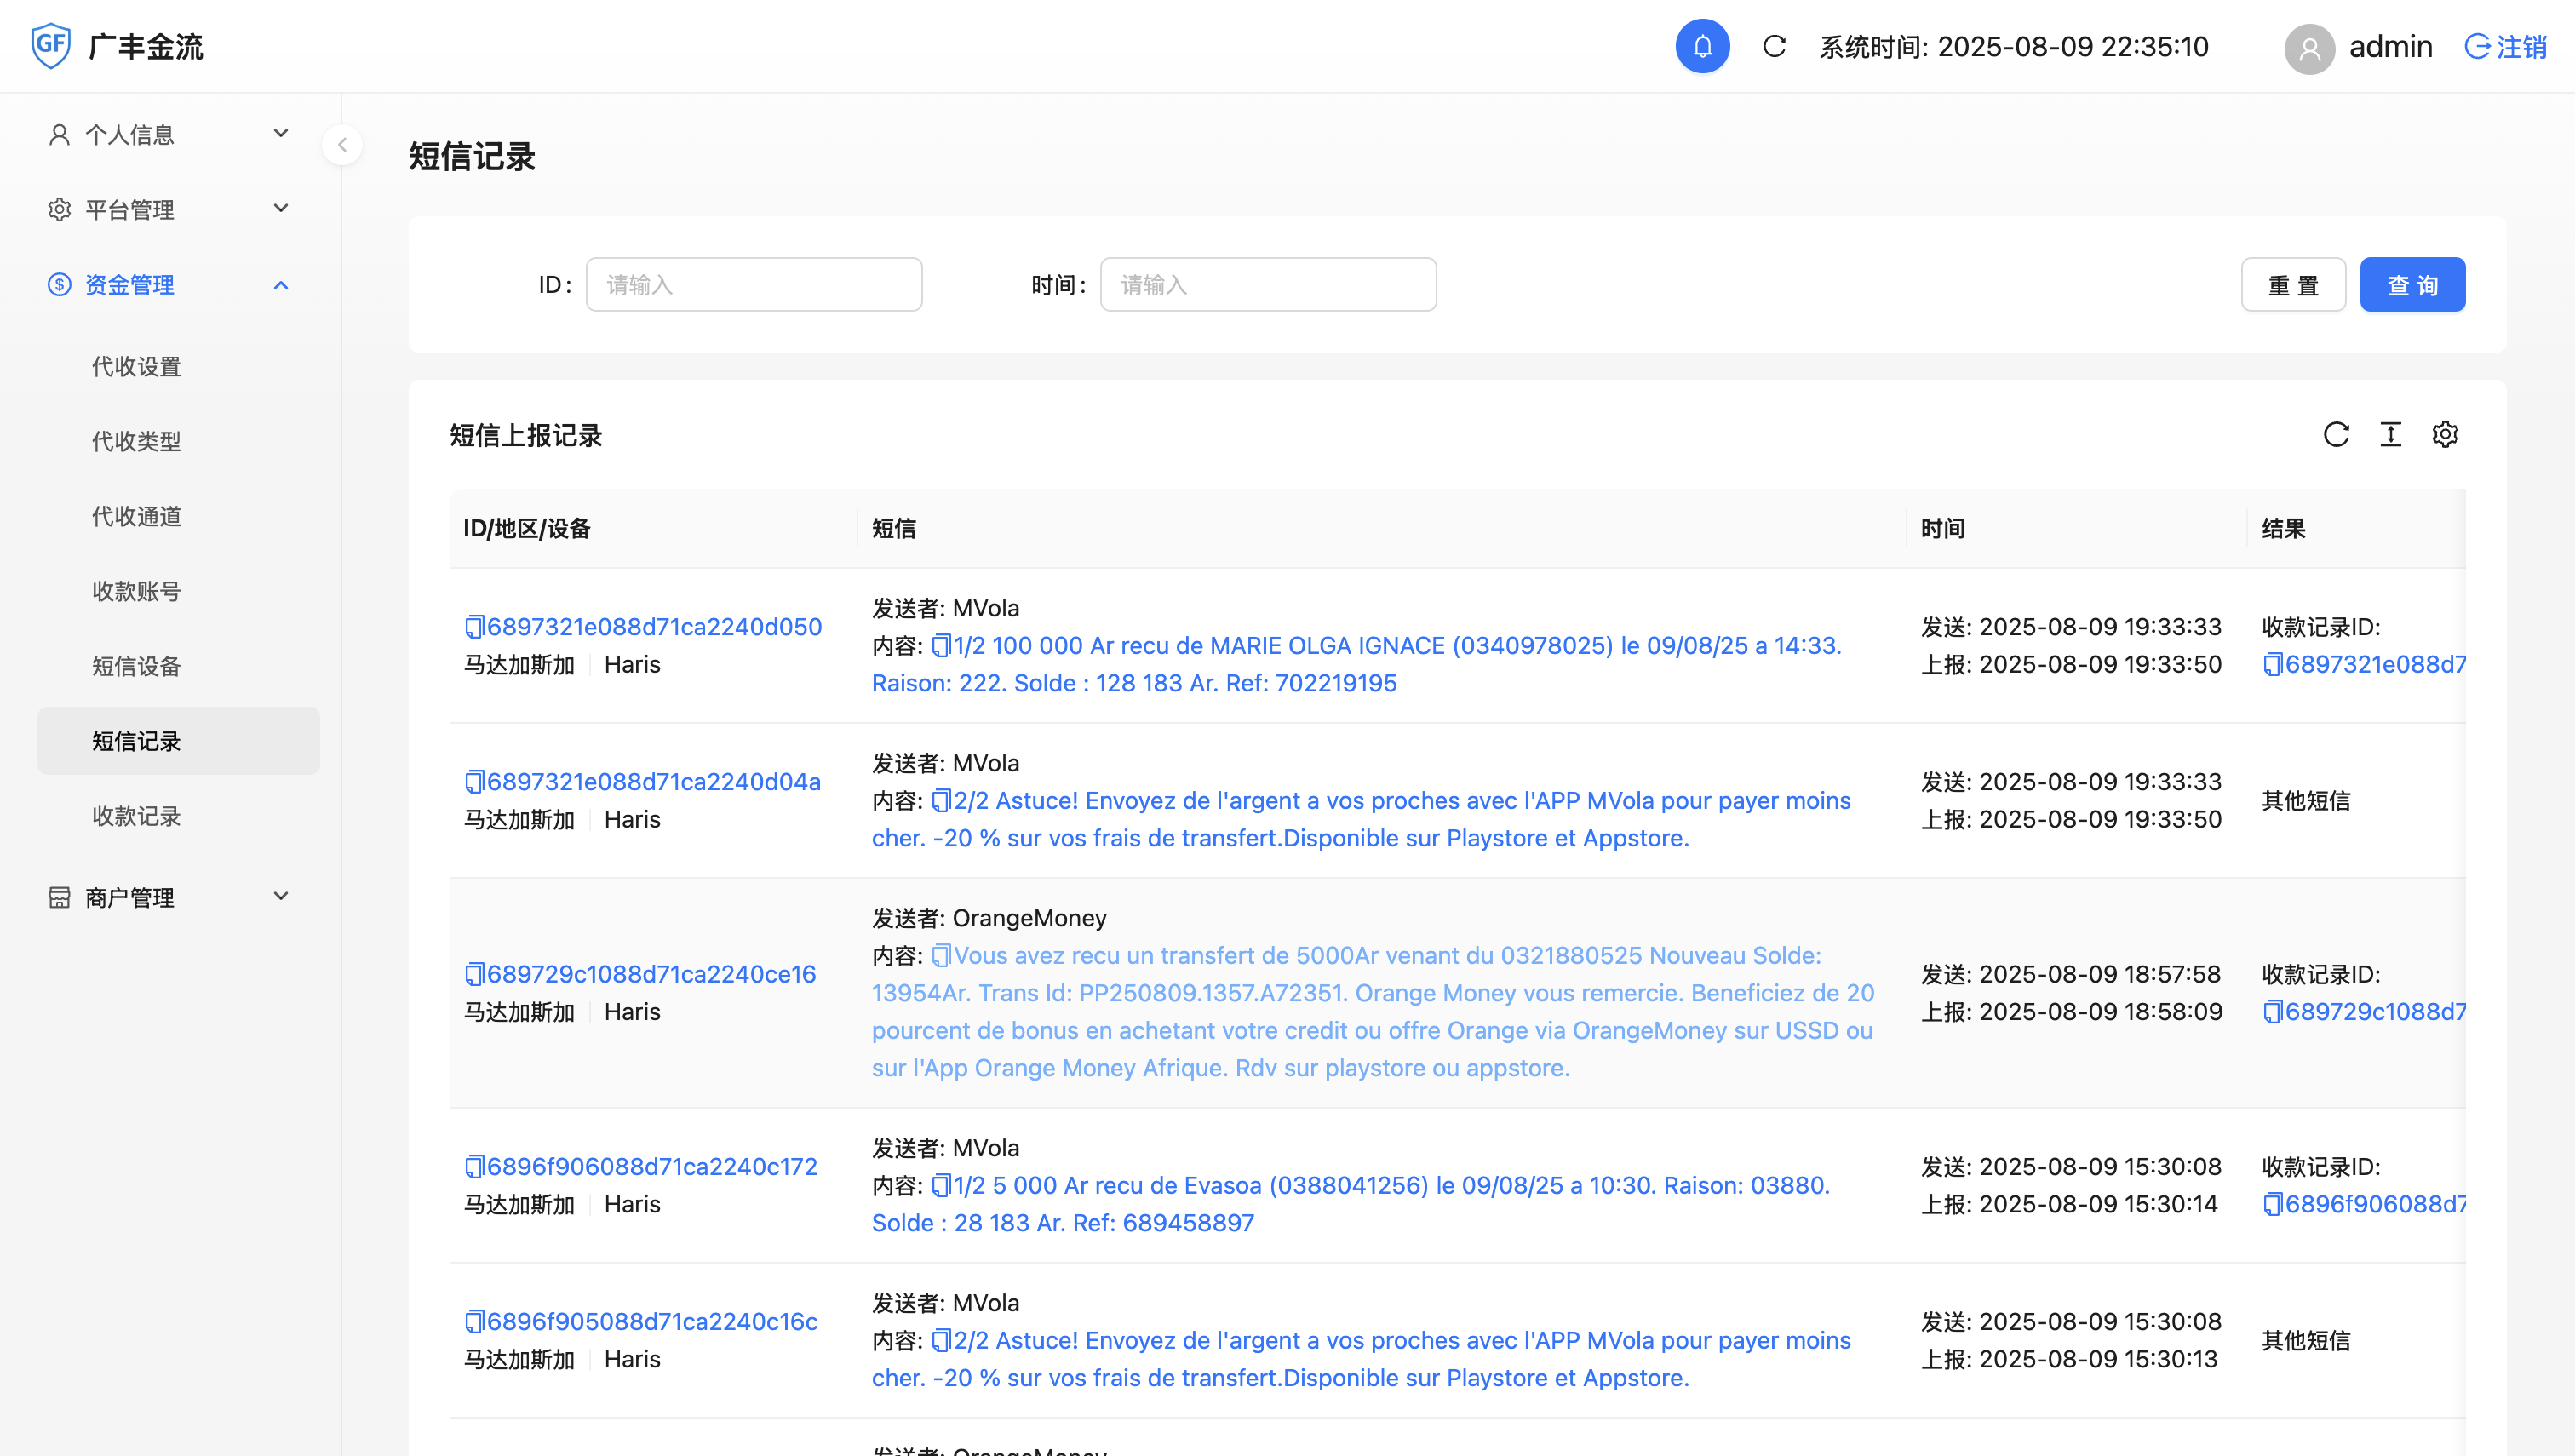 GF 广丰金流
系统时间: 2025-08-09 22:35:10
admin
注销
个人信息
平台管理
资金管理
代收设置
代收类型
代收通道
收款账号
短信设备
短信记录
收款记录
商户管理
短信记录
ID: 请输入
时间: 请输入
重 置
查 询
短信上报记录
ID/地区/设备 短信 时间 结果
6897321e088d71ca2240d050
马达加斯加 Haris
发送者: MVola
内容: 1/2 100 000 Ar recu de MARIE OLGA IGNACE (0340978025) le 09/08/25 a 14:33.
Raison: 222. Solde : 128 183 Ar. Ref: 702219195
发送: 2025-08-09 19:33:33
上报: 2025-08-09 19:33:50
收款记录ID:
6897321e088d7
6897321e088d71ca2240d04a
马达加斯加 Haris
发送者: MVola
内容: 2/2 Astuce! Envoyez de l'argent a vos proches avec l'APP MVola pour payer moins
cher. -20 % sur vos frais de transfert.Disponible sur Playstore et Appstore.
发送: 2025-08-09 19:33:33
上报: 2025-08-09 19:33:50
其他短信
689729c1088d71ca2240ce16
马达加斯加 Haris
发送者: OrangeMoney
内容: Vous avez recu un transfert de 5000Ar venant du 0321880525 Nouveau Solde:
13954Ar. Trans Id: PP250809.1357.A72351. Orange Money vous remercie. Beneficiez de 20
pourcent de bonus en achetant votre credit ou offre Orange via OrangeMoney sur USSD ou
sur l'App Orange Money Afrique. Rdv sur playstore ou appstore.
发送: 2025-08-09 18:57:58
上报: 2025-08-09 18:58:09
收款记录ID:
689729c1088d7
6896f906088d71ca2240c172
马达加斯加 Haris
发送者: MVola
内容: 1/2 5 000 Ar recu de Evasoa (0388041256) le 09/08/25 a 10:30. Raison: 03880.
Solde : 28 183 Ar. Ref: 689458897
发送: 2025-08-09 15:30:08
上报: 2025-08-09 15:30:14
收款记录ID:
6896f906088d7
6896f905088d71ca2240c16c
马达加斯加 Haris
发送者: MVola
内容: 2/2 Astuce! Envoyez de l'argent a vos proches avec l'APP MVola pour payer moins
cher. -20 % sur vos frais de transfert.Disponible sur Playstore et Appstore.
发送: 2025-08-09 15:30:08
上报: 2025-08-09 15:30:13
其他短信
发送者: OrangeMoney